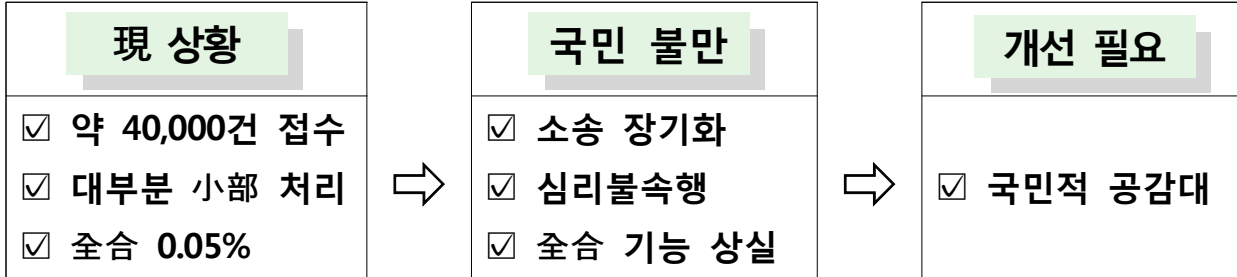 現 상황
☑ 약 40,000건 접수
☑ 대부분 小部 처리
☑ 全合 0.05%
국민 불만
☑ 소송 장기화
☑ 심리불속행
☑ 全合 기능 상실
개선 필요
☑ 국민적 공감대